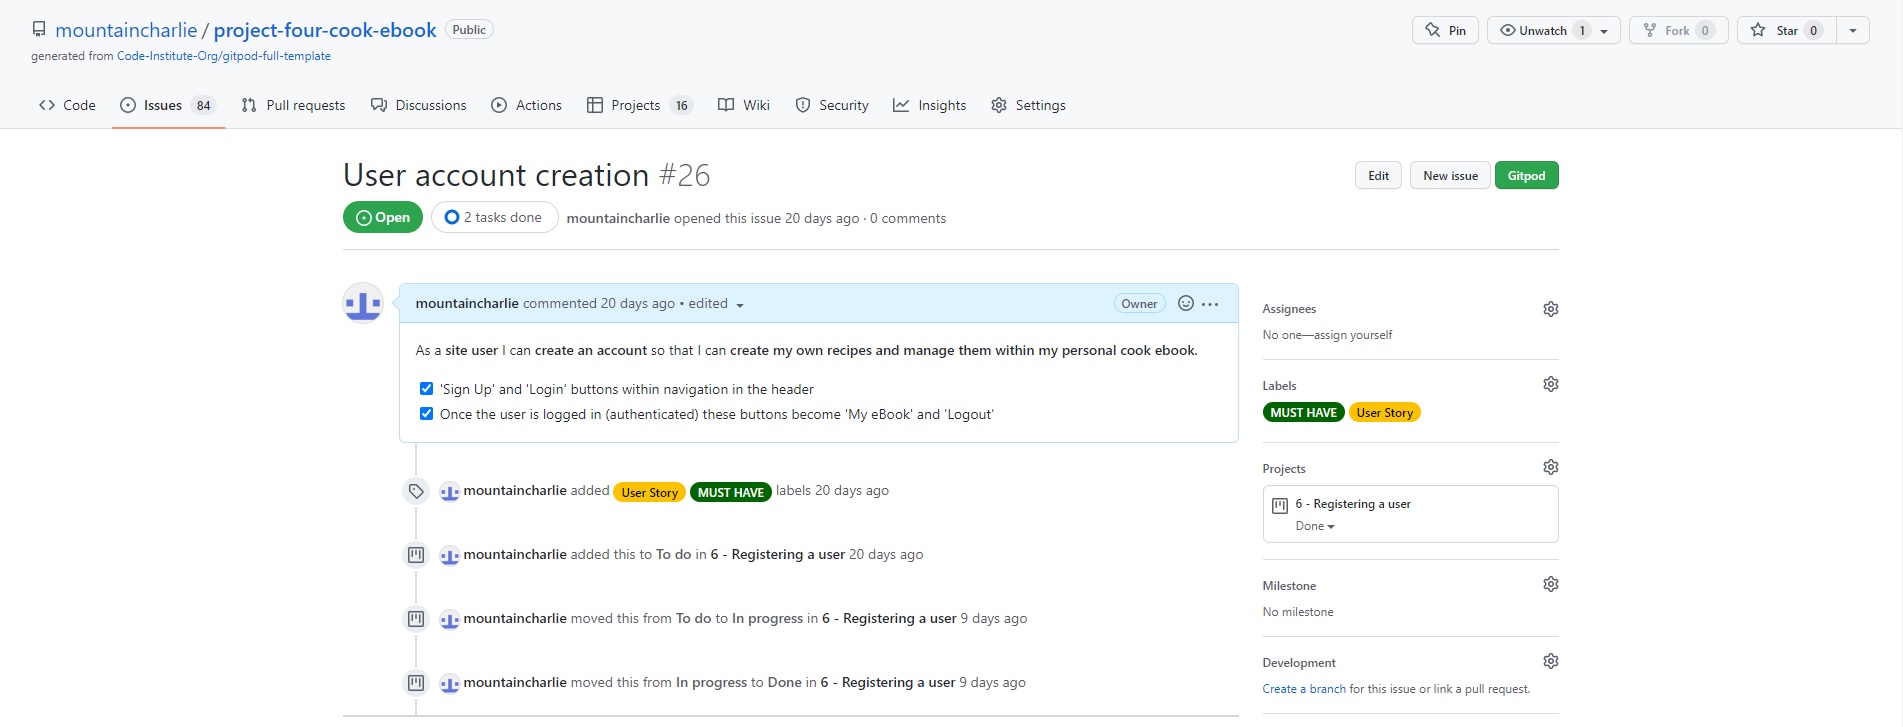 mountaincharlie / project-four-cook-ebook Public
Pin Unwatch 1 Fork 0 Star 0
generated from Code-Institute-Org/gitpod-full-template
Code Issues 84 Pull requests Discussions Actions Projects 16 Wiki Security Insights Settings
User account creation #26
Edit New issue Gitpod
Open 2 tasks done mountaincharlie opened this issue 20 days ago · 0 comments
mountaincharlie commented 20 days ago • edited Owner
As a site user I can create an account so that I can create my own recipes and manage them within my personal cook ebook.
'Sign Up' and 'Login' buttons within navigation in the header
Once the user is logged in (authenticated) these buttons become 'My eBook' and 'Logout'
mountaincharlie added User Story MUST HAVE labels 20 days ago
mountaincharlie added this to To do in 6 - Registering a user 20 days ago
mountaincharlie moved this from To do to In progress in 6 - Registering a user 9 days ago
mountaincharlie moved this from In progress to Done in 6 - Registering a user 9 days ago
Assignees
No one—assign yourself
Labels
MUST HAVE User Story
Projects
6 - Registering a user
Done
Milestone
No milestone
Development
Create a branch for this issue or link a pull request.